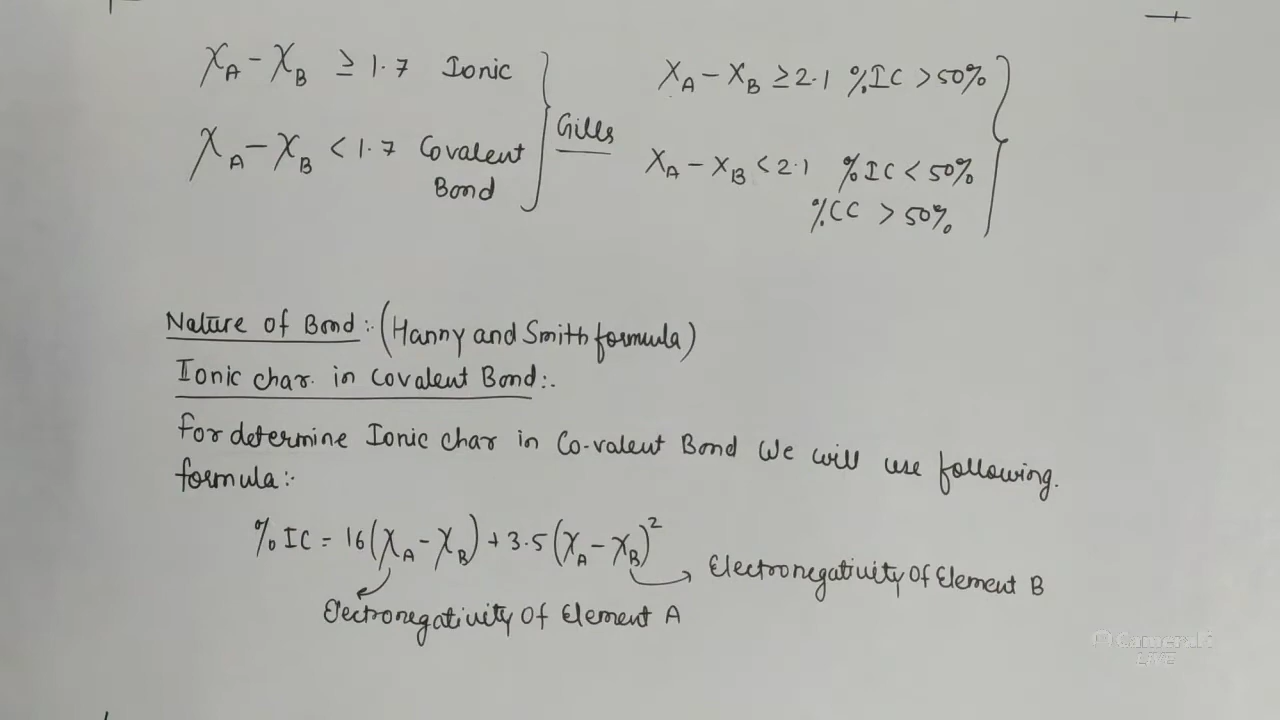 χA - χB ≥ 1.7 Ionic
χA - χB < 1.7 Covalent
Bond
Gills
XA - XB ≥ 2.1 %IC > 50%
XA - XB < 2.1 %IC < 50%
%CC > 50%
Nature of Bond:- (Hanny and Smith formula)
Ionic char. in Covalent Bond:-
For determine Ionic char in Co-valent Bond We will use following.
formula:-
% IC = 16(χA - χB) + 3.5 (χA - χB)²
Electronegativity Of Element B
Electronegativity Of Element A
Camera
LIVE